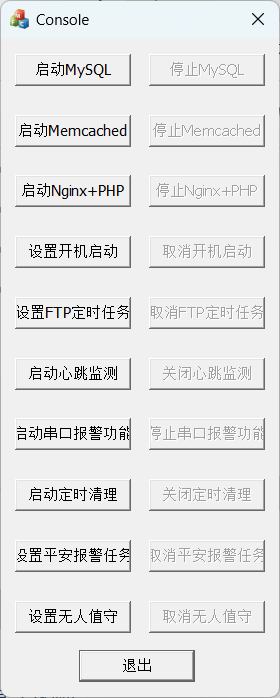 Console
启动MySQL 停止MySQL
启动Memcached 停止Memcached
启动Nginx+PHP 停止Nginx+PHP
设置开机启动 取消开机启动
设置FTP定时任务 取消FTP定时任务
启动心跳监测 关闭心跳监测
启动串口报警功能 停止串口报警功能
启动定时清理 关闭定时清理
设置平安报警任务 取消平安报警任务
设置无人值守 取消无人值守
退出